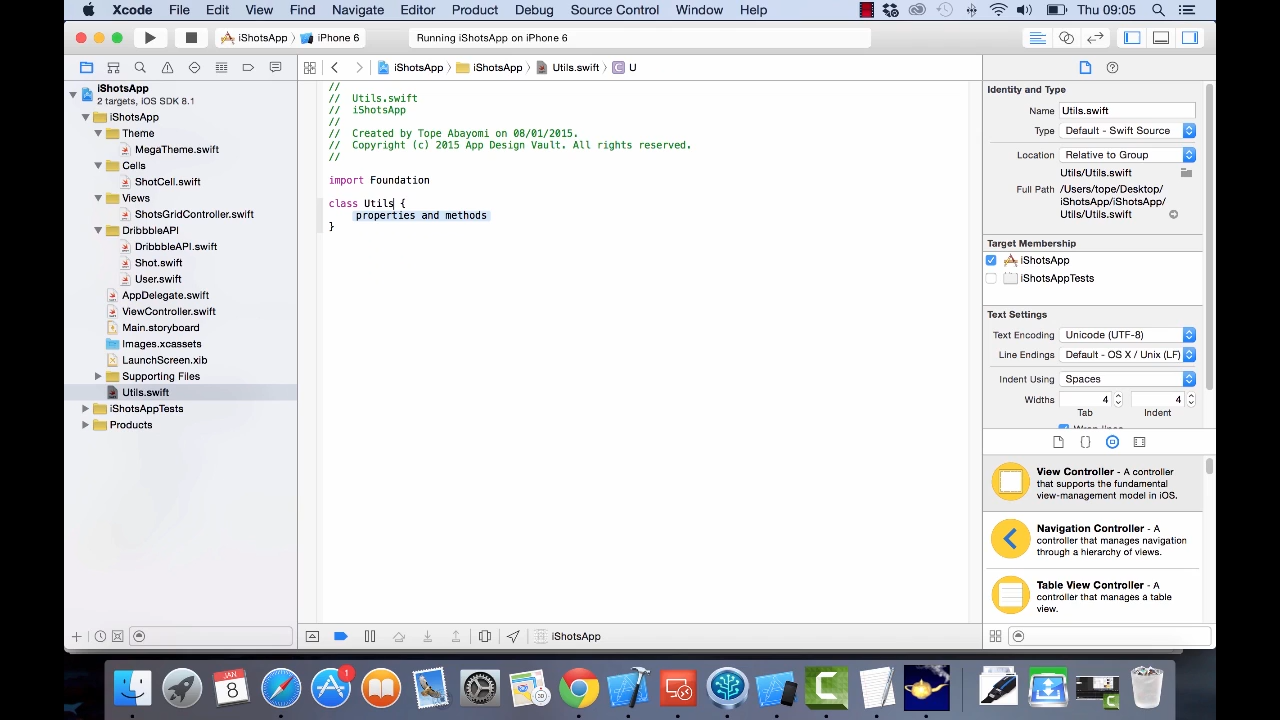 Xcode File Edit View Find Navigate Editor Product Debug Source Control Window Help Thu 09:05
iShotsApp iPhone 6 Running iShotsApp on iPhone 6
iShotsApp iShotsApp Utils.swift C U
iShotsApp
2 targets, iOS SDK 8.1
iShotsApp
Theme
MegaTheme.swift
Cells
ShotCell.swift
Views
ShotsGridController.swift
DribbbleAPI
DribbbleAPI.swift
Shot.swift
User.swift
AppDelegate.swift
ViewController.swift
Main.storyboard
Images.xcassets
LaunchScreen.xib
Supporting Files
Utils.swift
iShotsAppTests
Products
//
// Utils.swift
// iShotsApp
//
// Created by Tope Abayomi on 08/01/2015.
// Copyright (c) 2015 App Design Vault. All rights reserved.
//
import Foundation
class Utils {
properties and methods
}
iShotsApp
Identity and Type
Name Utils.swift
Type Default - Swift Source
Location Relative to Group
Utils/Utils.swift
Full Path /Users/tope/Desktop/
iShotsApp/iShotsApp/
Utils/Utils.swift
Target Membership
iShotsApp
iShotsAppTests
Text Settings
Text Encoding Unicode (UTF-8)
Line Endings Default - OS X / Unix (LF)
Indent Using Spaces
Widths 4 4
Tab Indent
Wrap lines
View Controller - A controller
that supports the fundamental
view-management model in iOS.
Navigation Controller - A
controller that manages navigation
through a hierarchy of views.
Table View Controller - A
controller that manages a table
view.
JAN
8
1